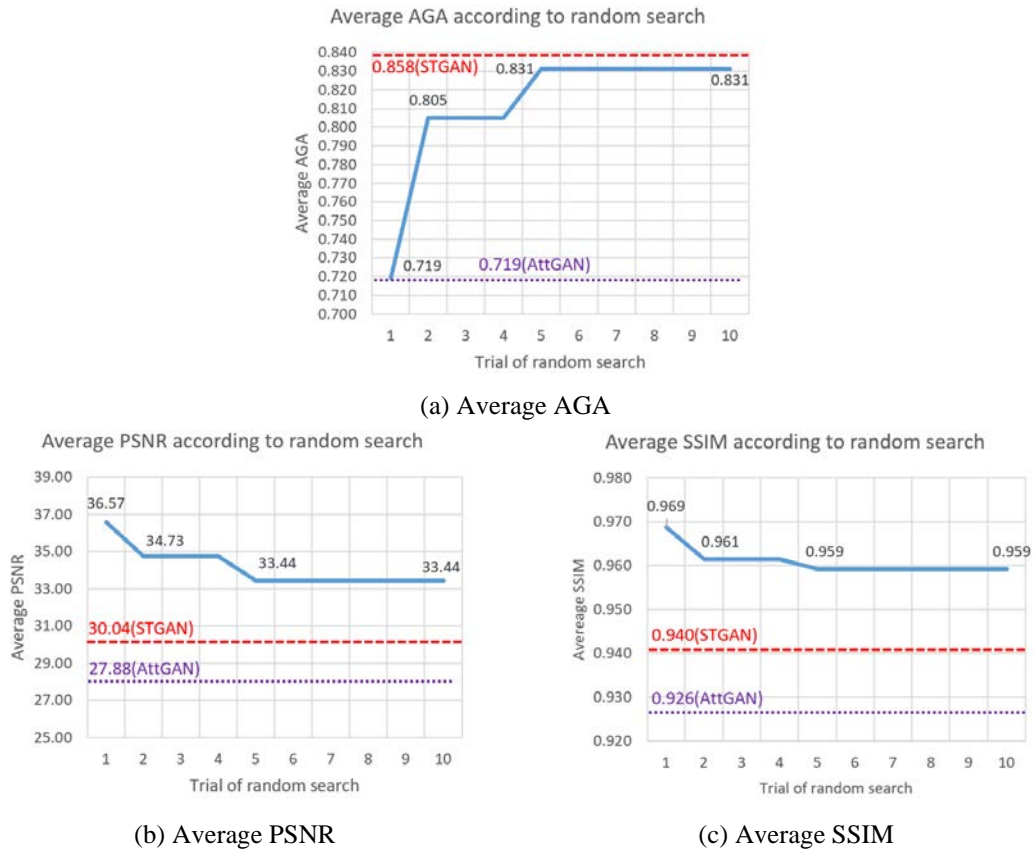 Average AGA according to random search
0.840
0.830
0.820
0.810
0.800
0.790
0.780
0.770
0.760
0.750
0.740
0.730
0.720
0.710
0.700
Average AGA
0.858(STGAN)
0.831
0.831
0.805
0.719
0.719(AttGAN)
1 2 3 4 5 6 7 8 9 10
Trial of random search
(a) Average AGA
Average PSNR according to random search
39.00
37.00
35.00
33.00
31.00
29.00
27.00
25.00
Average PSNR
36.57
34.73
33.44
33.44
30.04(STGAN)
27.88(AttGAN)
1 2 3 4 5 6 7 8 9 10
Trial of random search
(b) Average PSNR
Average SSIM according to random search
0.980
0.970
0.960
0.950
0.940
0.930
0.920
Avereage SSIM
0.969
0.961
0.959
0.959
0.940(STGAN)
0.926(AttGAN)
1 2 3 4 5 6 7 8 9 10
Trial of random search
(c) Average SSIM